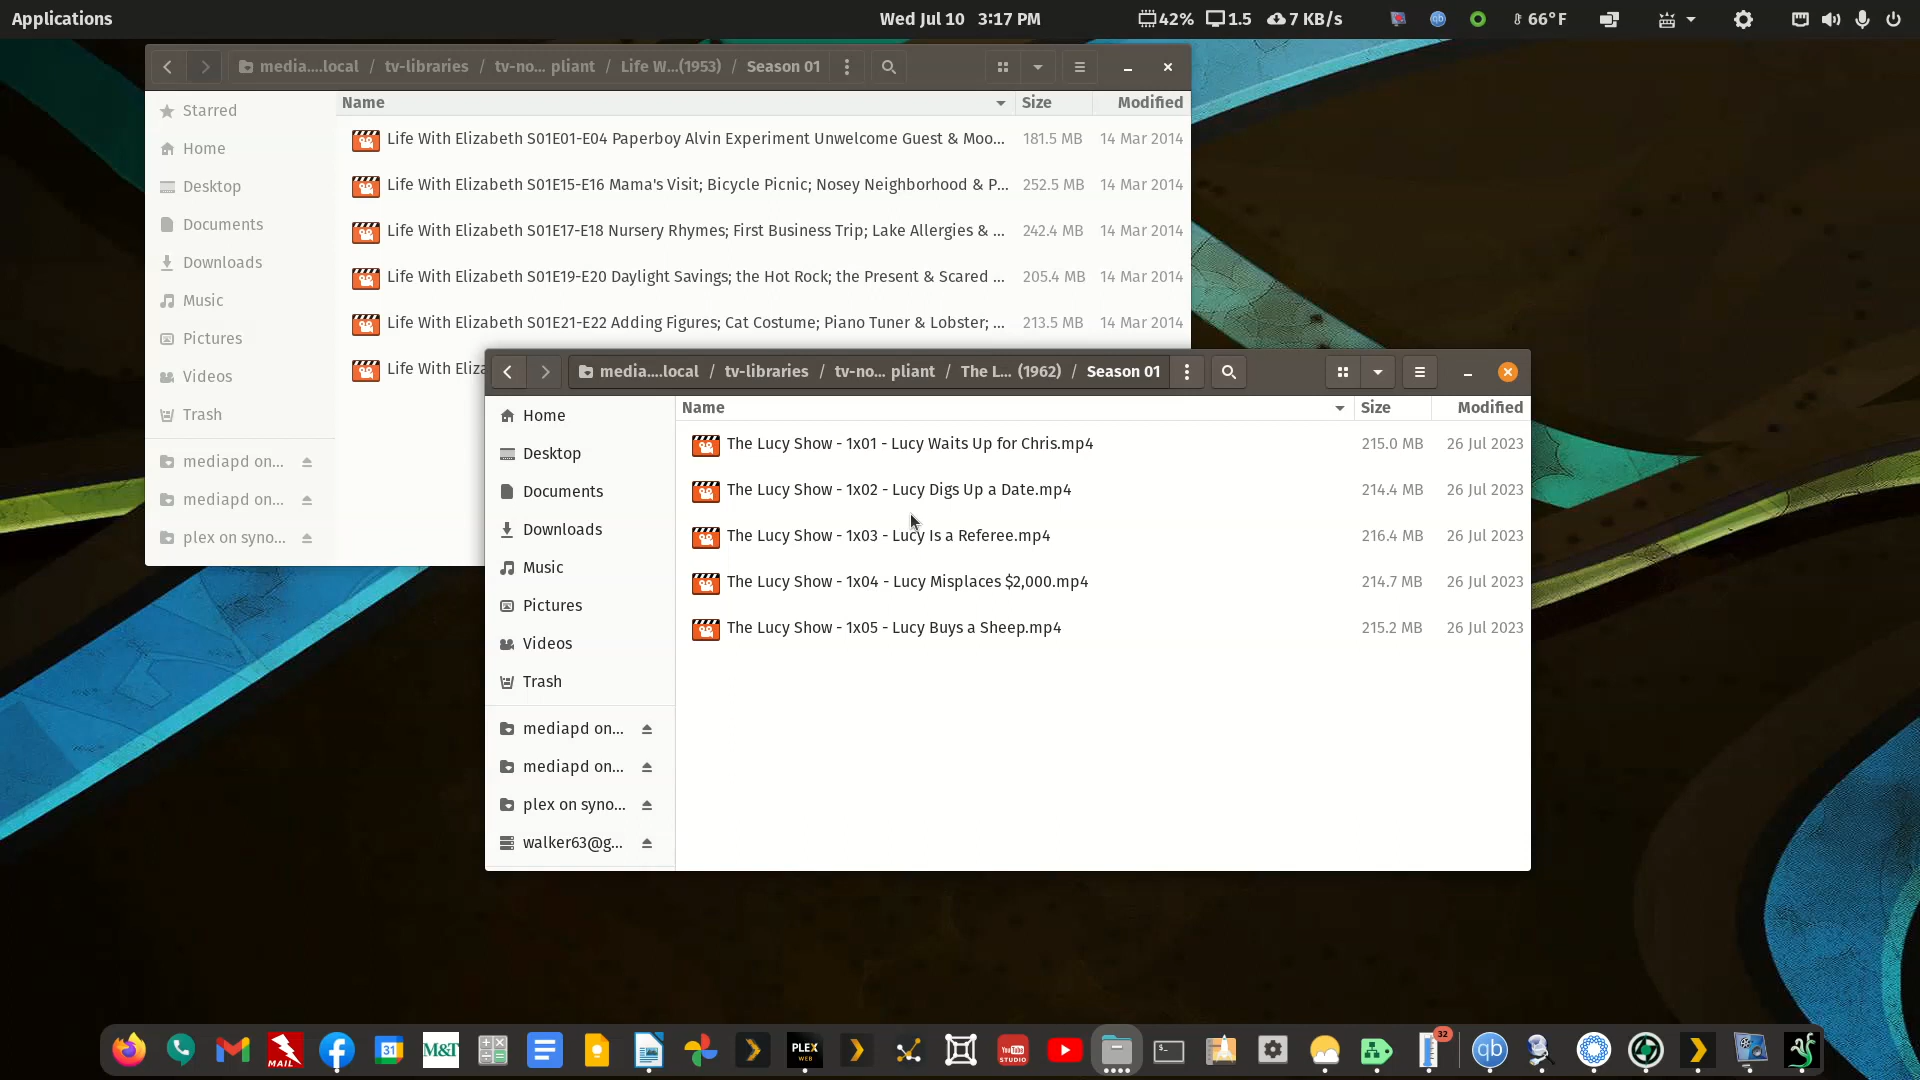 Applications
Wed Jul 10 3:17 PM
42% 1.5 7 KB/s 66°F
media....local / tv-libraries / tv-no... pliant / Life W...(1953) / Season 01
Name Size Modified
Starred
Home
Desktop
Documents
Downloads
Music
Pictures
Videos
Trash
mediapd on...
mediapd on...
plex on syno...
Life With Elizabeth S01E01-E04 Paperboy Alvin Experiment Unwelcome Guest & Moo... 181.5 MB 14 Mar 2014
Life With Elizabeth S01E15-E16 Mama's Visit; Bicycle Picnic; Nosey Neighborhood & P... 252.5 MB 14 Mar 2014
Life With Elizabeth S01E17-E18 Nursery Rhymes; First Business Trip; Lake Allergies & ... 242.4 MB 14 Mar 2014
Life With Elizabeth S01E19-E20 Daylight Savings; the Hot Rock; the Present & Scared ... 205.4 MB 14 Mar 2014
Life With Elizabeth S01E21-E22 Adding Figures; Cat Costume; Piano Tuner & Lobster; ... 213.5 MB 14 Mar 2014
Life With Eliza
media....local / tv-libraries / tv-no... pliant / The L... (1962) / Season 01
Name Size Modified
Home
Desktop
Documents
Downloads
Music
Pictures
Videos
Trash
mediapd on...
mediapd on...
plex on syno...
walker63@g...
The Lucy Show - 1x01 - Lucy Waits Up for Chris.mp4 215.0 MB 26 Jul 2023
The Lucy Show - 1x02 - Lucy Digs Up a Date.mp4 214.4 MB 26 Jul 2023
The Lucy Show - 1x03 - Lucy Is a Referee.mp4 216.4 MB 26 Jul 2023
The Lucy Show - 1x04 - Lucy Misplaces $2,000.mp4 214.7 MB 26 Jul 2023
The Lucy Show - 1x05 - Lucy Buys a Sheep.mp4 215.2 MB 26 Jul 2023
MAIL
31
M&T
PLEX
WEB
You Tube
STUDIO
32
qb